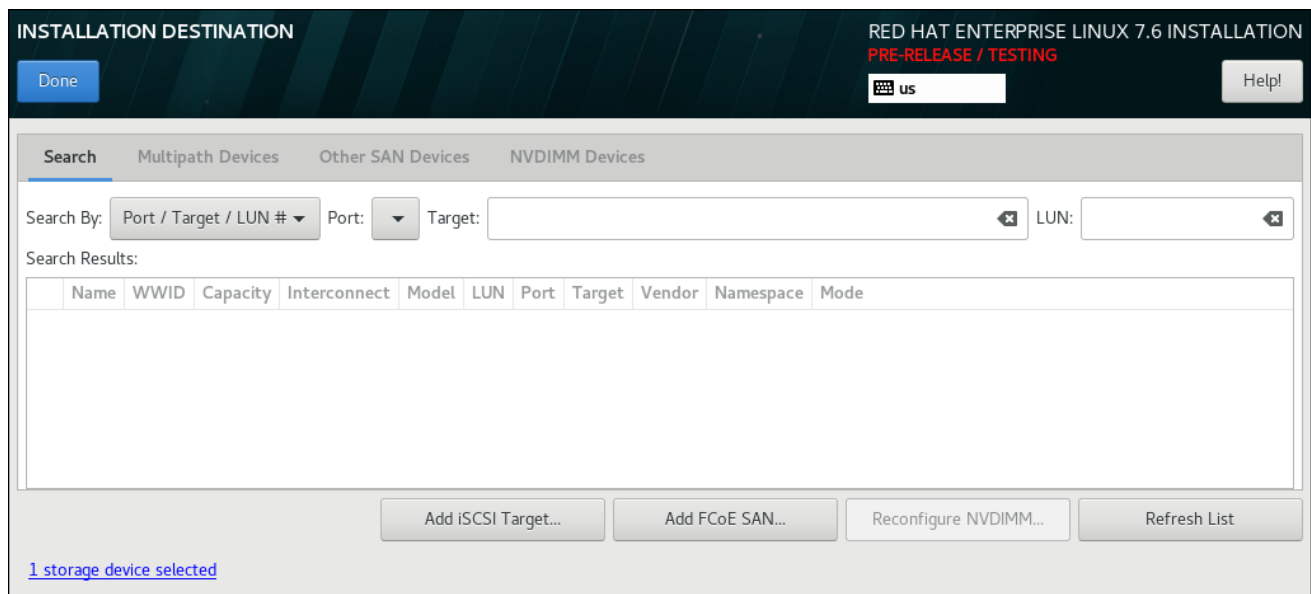 INSTALLATION DESTINATION
RED HAT ENTERPRISE LINUX 7.6 INSTALLATION
PRE-RELEASE / TESTING
Done
us
Help!
Search Multipath Devices Other SAN Devices NVDIMM Devices
Search By: Port / Target / LUN # Port: Target: LUN:
Search Results:
Name WWID Capacity Interconnect Model LUN Port Target Vendor Namespace Mode
Add iSCSI Target... Add FCoE SAN... Reconfigure NVDIMM... Refresh List
1 storage device selected